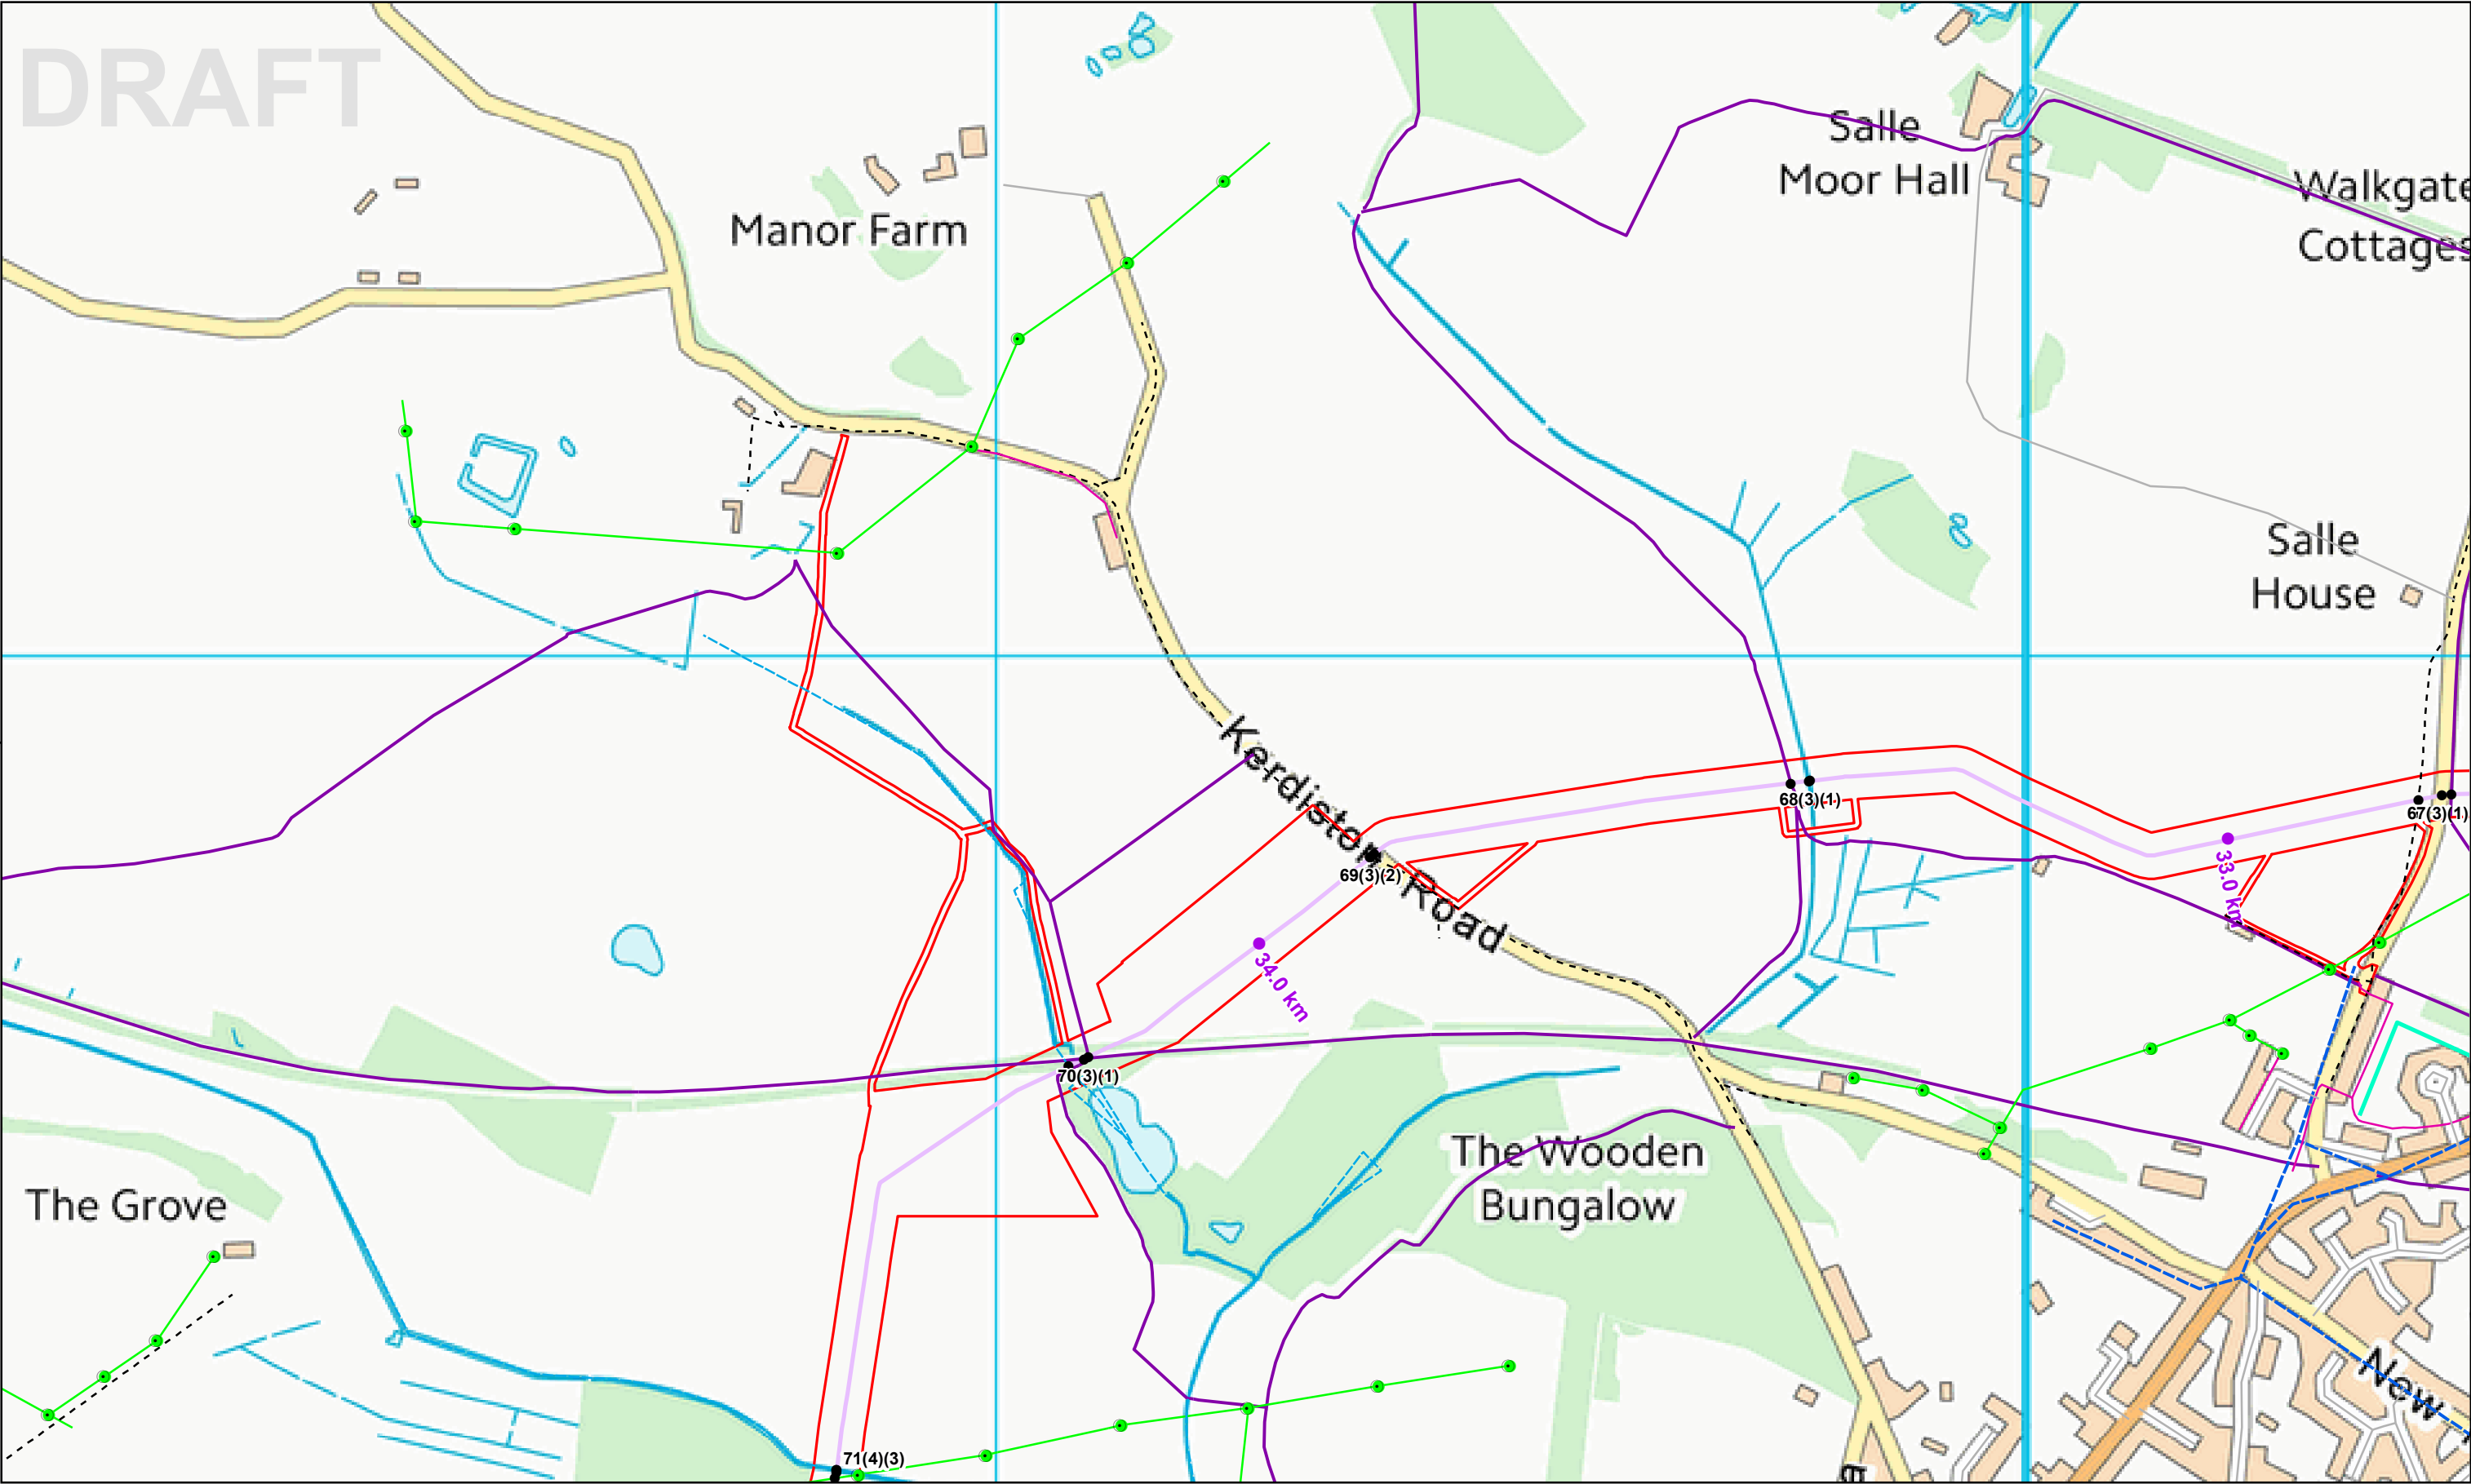 DRAFT
Salle
Moor Hall
Walkgate
Cottages
Manor Farm
Salle
House
Kerdiston Road
68(3)(1)
67(3)(1)
69(3)(2)
33.0 km
34.0 km
70(3)(1)
The Wooden
Bungalow
The Grove
New
71(4)(3)